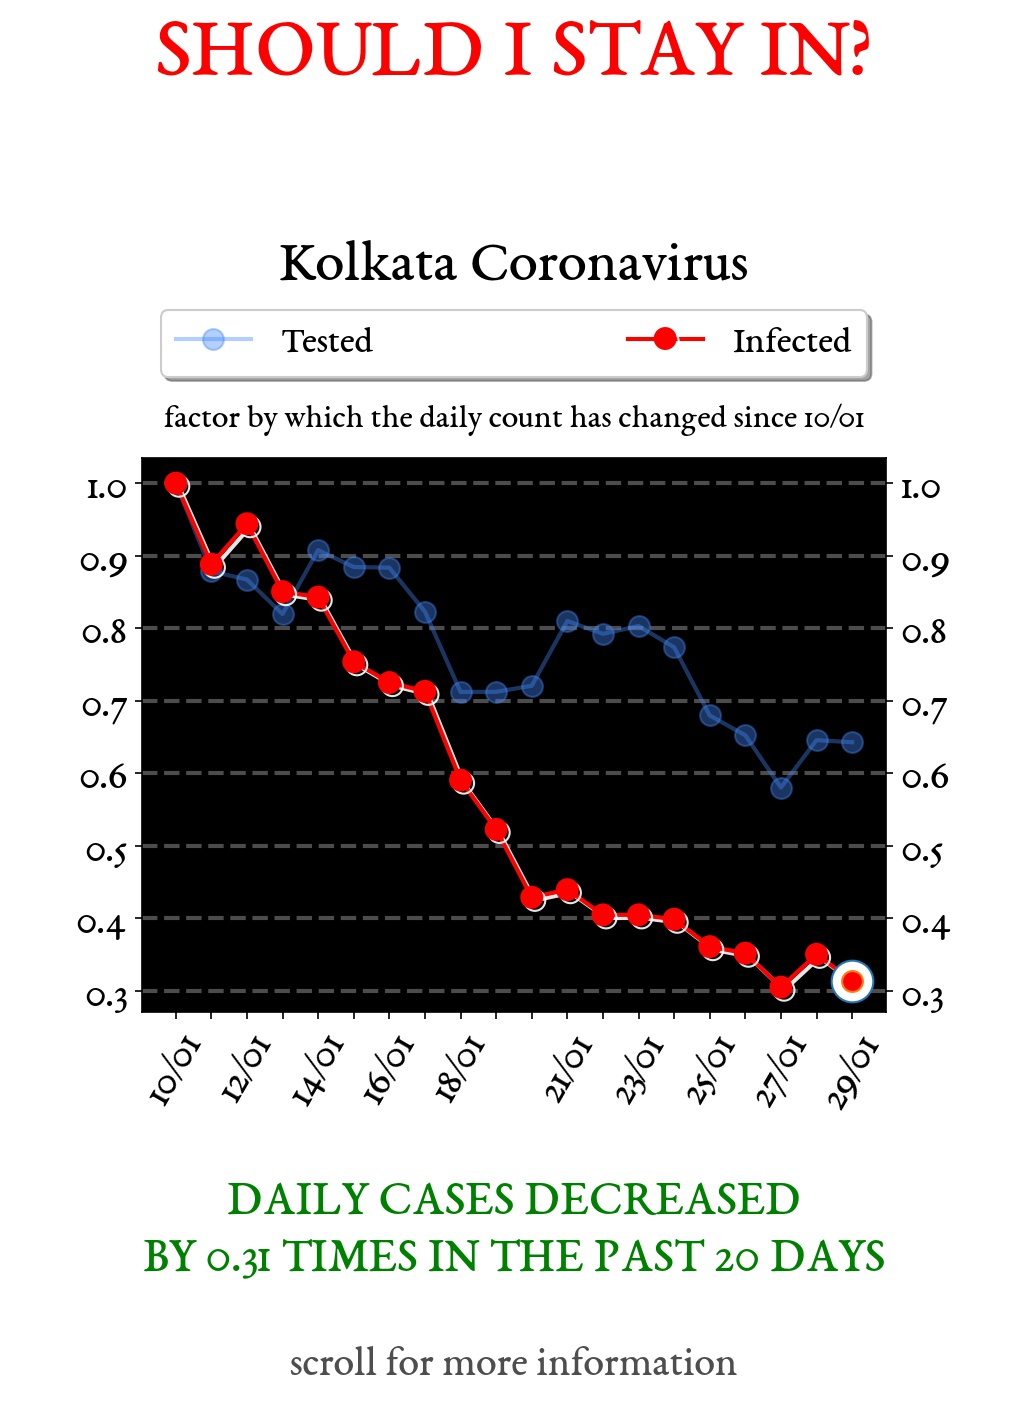 SHOULD I STAY IN?
Kolkata Coronavirus
Tested Infected
factor by which the daily count has changed since 10/01
1.0 1.0
0.9 0.9
0.8 0.8
0.7 0.7
0.6 0.6
0.5 0.5
0.4 0.4
0.3 0.3
10/01 12/01 14/01 16/01 18/01 21/01 23/01 25/01 27/01 29/01
DAILY CASES DECREASED
BY 0.31 TIMES IN THE PAST 20 DAYS
scroll for more information